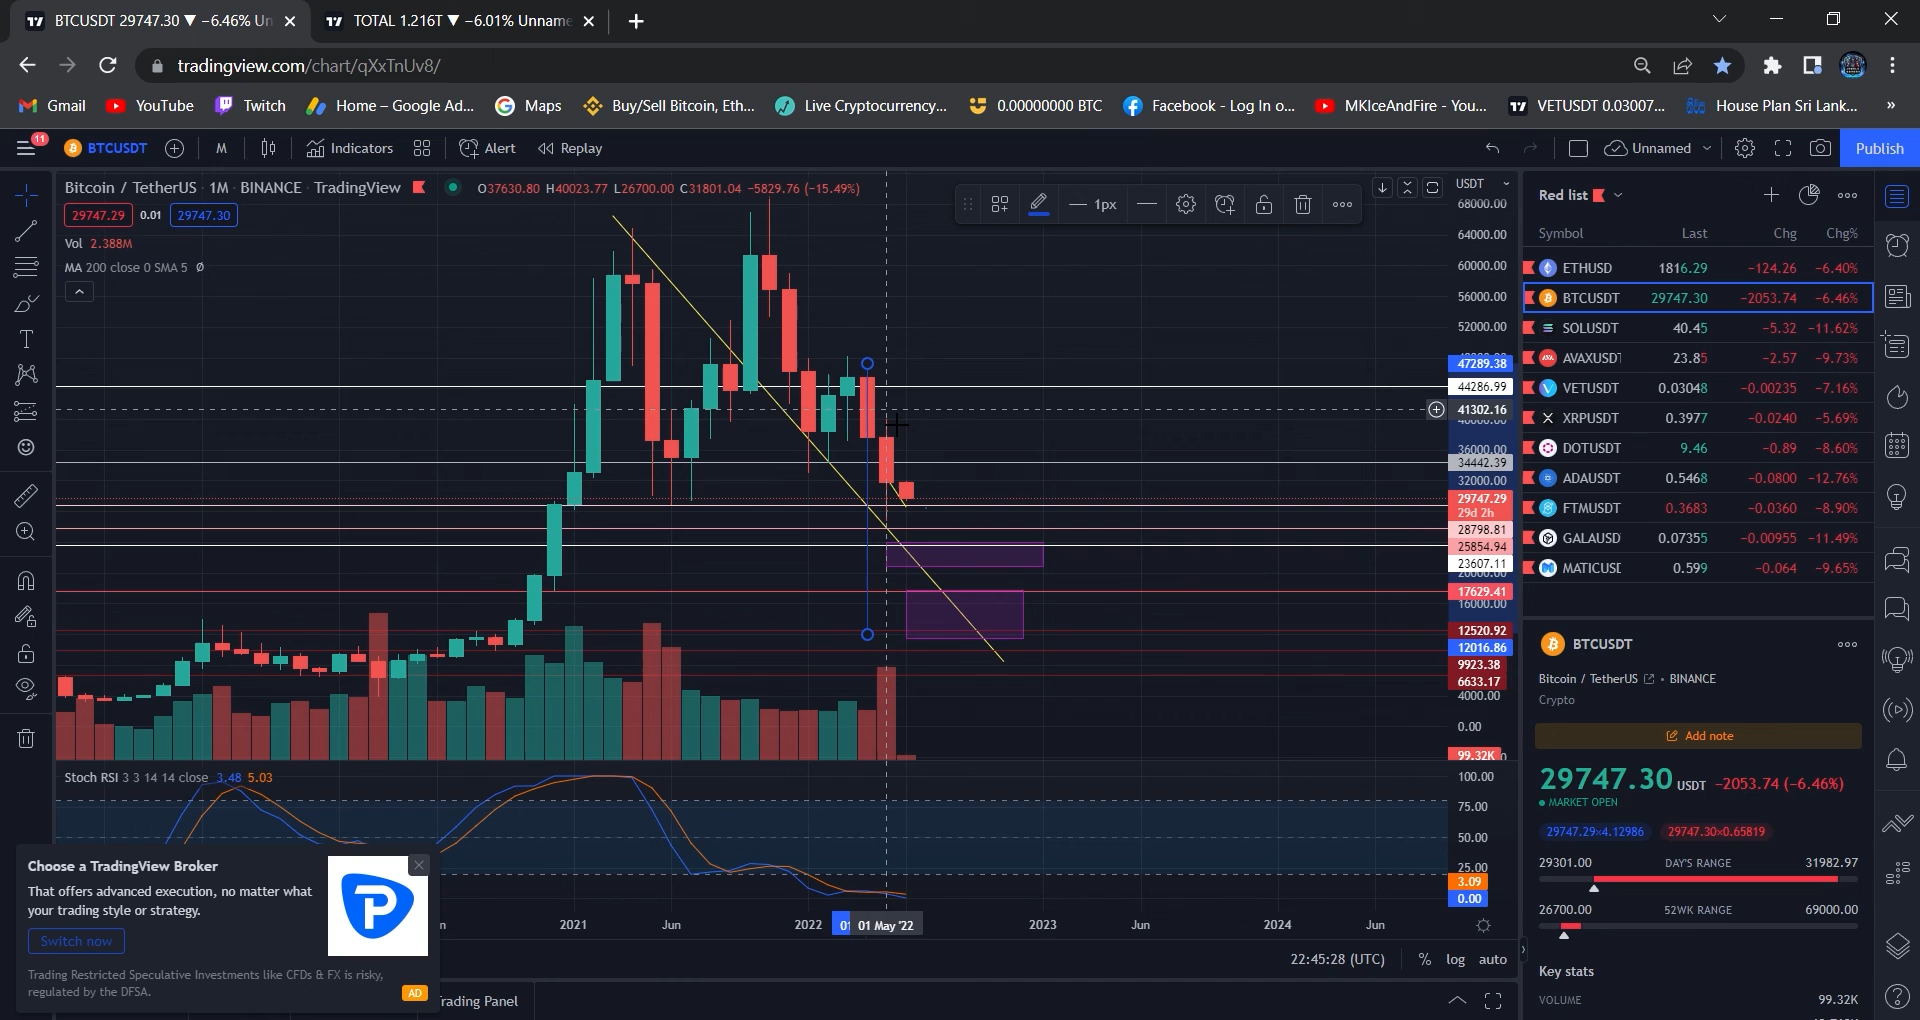 BTCUSDT 29747.30 ▼ −6.46% Un
TOTAL 1.216T ▼ −6.01% Unname
tradingview.com/chart/qXxTnUv8/
Gmail YouTube Twitch Home – Google Ad... Maps Buy/Sell Bitcoin, Eth... Live Cryptocurrency... 0.00000000 BTC Facebook - Log In o... MKIceAndFire - You... VETUSDT 0.03007... House Plan Sri Lank... »
11 BTCUSDT M Indicators Alert Replay Unnamed Publish
Bitcoin / TetherUS · 1M · BINANCE · TradingView O37630.80 H40023.77 L26700.00 C31801.04 −5829.76 (−15.49%)
29747.29 0.01 29747.30
Vol 2.388M
MA 200 close 0 SMA 5 Ø
1px
USDT
68000.00
64000.00
60000.00
56000.00
52000.00
47289.38
44286.99
41302.16
40000.00
36000.00
34442.39
32000.00
29747.29
29d 2h
28798.81
25854.94
23607.11
20000.00
17629.41
16000.00
12520.92
12016.86
9923.38
6633.17
4000.00
0.00
99.32K
Stoch RSI 3 3 14 14 close 3.48 5.03
100.00
75.00
50.00
25.00
3.09
0.00
2021 Jun 2022 01 May '22 2023 Jun 2024 Jun
22:45:28 (UTC) % log auto
rading Panel
Choose a TradingView Broker
That offers advanced execution, no matter what
your trading style or strategy.
Switch now
Trading Restricted Speculative Investments like CFDs & FX is risky,
regulated by the DFSA.
AD
Red list
Symbol Last Chg Chg%
ETHUSD 1816.29 −124.26 −6.40%
BTCUSDT 29747.30 −2053.74 −6.46%
SOLUSDT 40.45 −5.32 −11.62%
AVAXUSDT 23.85 −2.57 −9.73%
VETUSDT 0.03048 −0.00235 −7.16%
XRPUSDT 0.3977 −0.0240 −5.69%
DOTUSDT 9.46 −0.89 −8.60%
ADAUSDT 0.5468 −0.0800 −12.76%
FTMUSDT 0.3683 −0.0360 −8.90%
GALAUSD 0.07355 −0.00955 −11.49%
MATICUSD 0.599 −0.064 −9.65%
BTCUSDT
Bitcoin / TetherUS • BINANCE
Crypto
Add note
29747.30 USDT −2053.74 (−6.46%)
MARKET OPEN
29747.29×4.12986 29747.30×0.65819
29301.00 DAY'S RANGE 31982.97
26700.00 52WK RANGE 69000.00
Key stats
VOLUME 99.32K